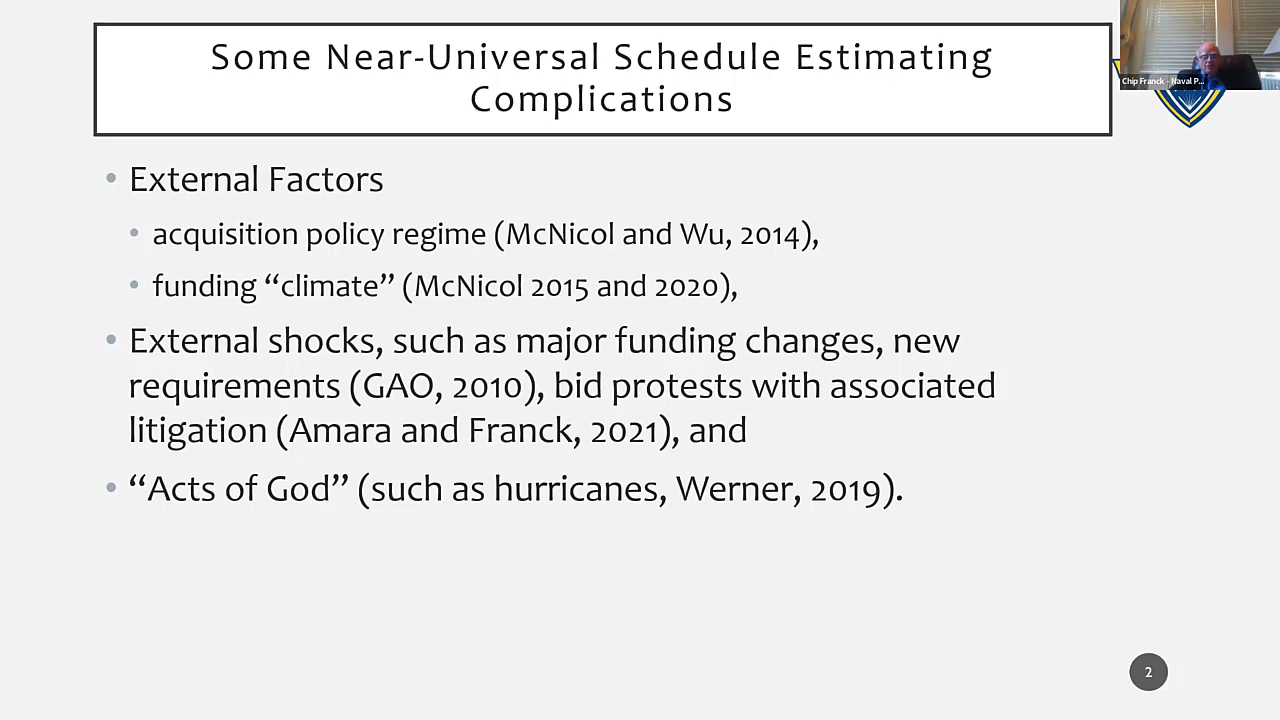 Some Near-Universal Schedule Estimating
Complications
Chip Franck - Naval P...
• External Factors
• acquisition policy regime (McNicol and Wu, 2014),
• funding “climate” (McNicol 2015 and 2020),
• External shocks, such as major funding changes, new
requirements (GAO, 2010), bid protests with associated
litigation (Amara and Franck, 2021), and
• “Acts of God” (such as hurricanes, Werner, 2019).
2